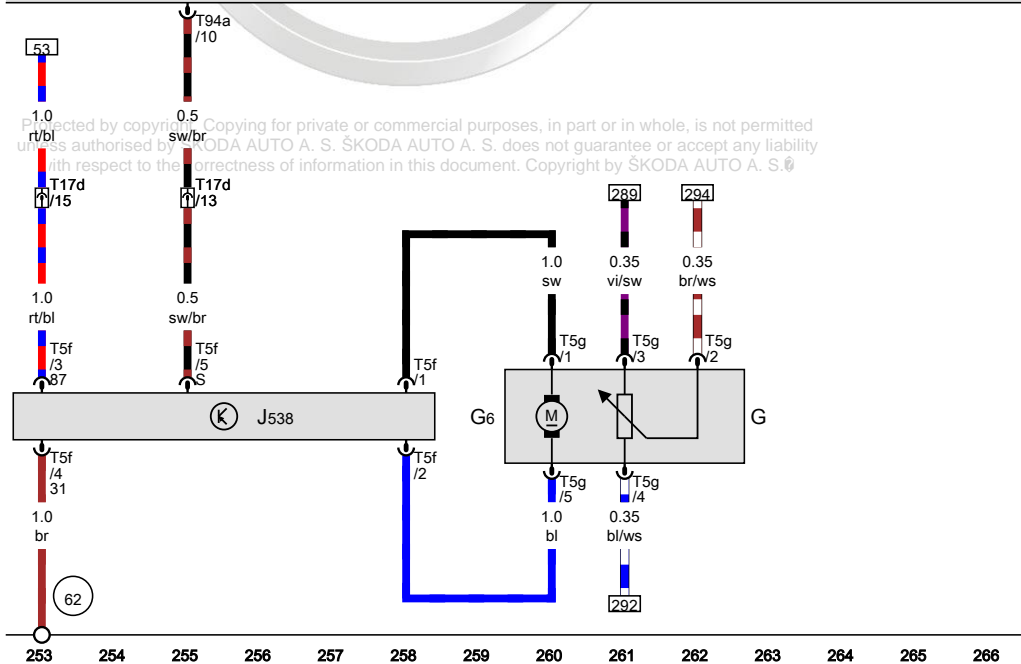 T94a
/10
53
1.0
rt/bl
0.5
sw/br
Protected by copyright. Copying for private or commercial purposes, in part or in whole, is not permitted
unless authorised by ŠKODA AUTO A. S. ŠKODA AUTO A. S. does not guarantee or accept any liability
with respect to the correctness of information in this document. Copyright by ŠKODA AUTO A. S.
T17d
/15
T17d
/13
289
294
1.0
sw
0.35
vi/sw
0.35
br/ws
1.0
rt/bl
0.5
sw/br
T5f
/3
87
T5f
/5
S
T5f
/1
T5g
/1
T5g
/3
T5g
/2
K
J538
G6
M
G
T5f
/4
31
T5f
/2
T5g
/5
T5g
/4
1.0
br
1.0
bl
0.35
bl/ws
62
292
253 254 255 256 257 258 259 260 261 262 263 264 265 266